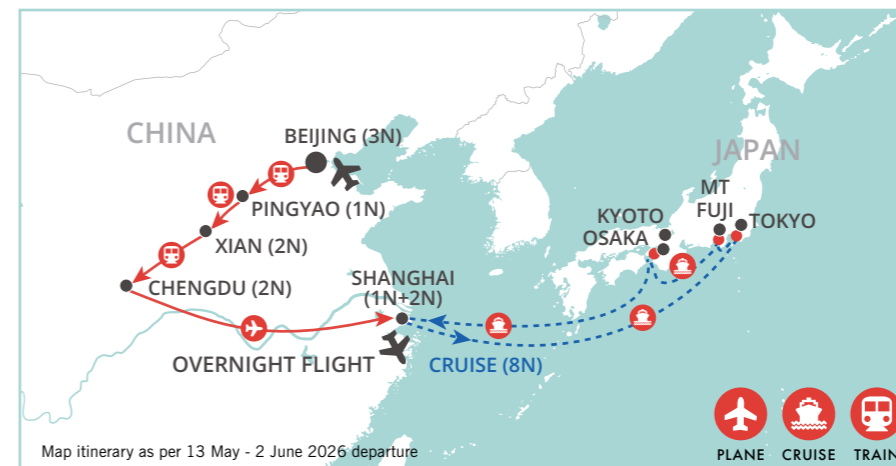 CHINA
BEIJING (3N)
PINGYAO (1N)
XIAN (2N)
CHENGDU (2N)
SHANGHAI
(1N+2N)
OVERNIGHT FLIGHT
CRUISE (8N)
JAPAN
MT
FUJI
TOKYO
KYOTO
OSAKA
Map itinerary as per 13 May - 2 June 2026 departure
PLANE
CRUISE
TRAIN